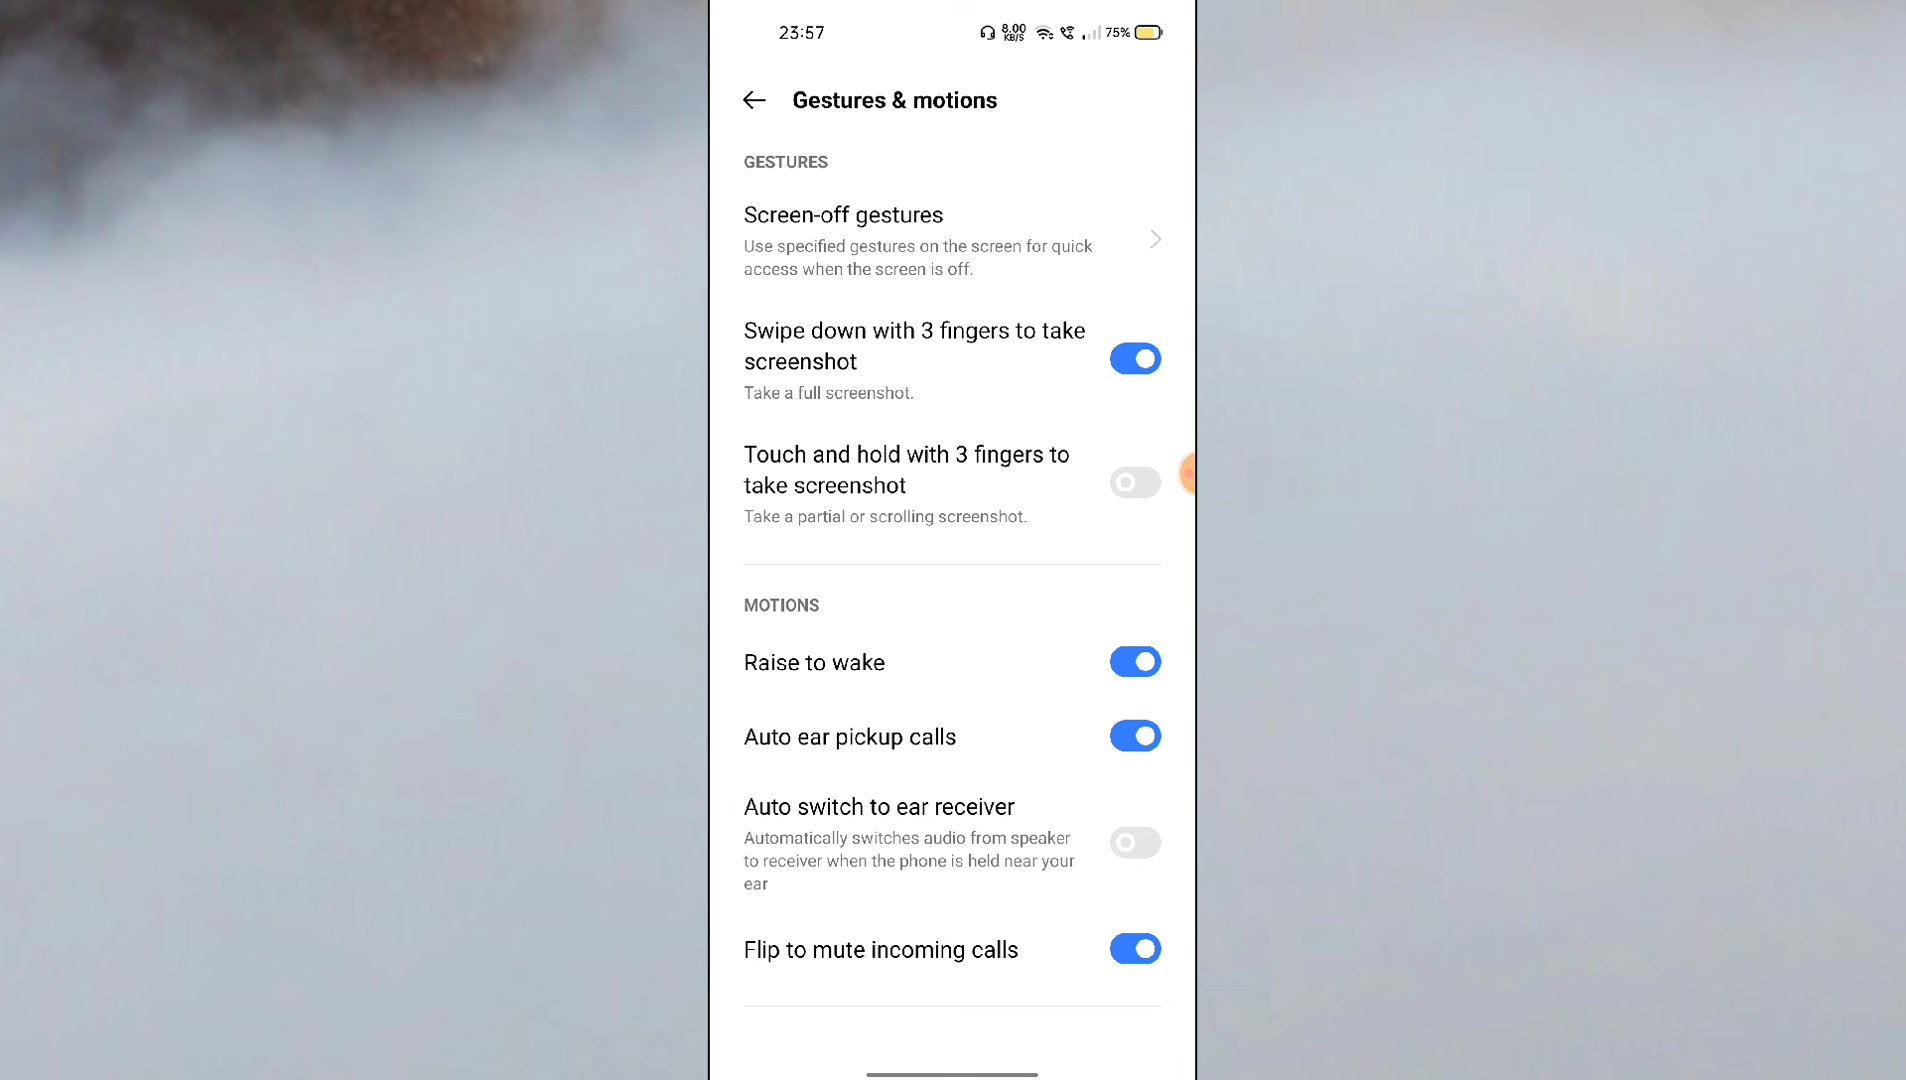 23:57
8.00
KB/S
75%
Gestures & motions
GESTURES
Screen-off gestures
Use specified gestures on the screen for quick
access when the screen is off.
Swipe down with 3 fingers to take
screenshot
Take a full screenshot.
Touch and hold with 3 fingers to
take screenshot
Take a partial or scrolling screenshot.
MOTIONS
Raise to wake
Auto ear pickup calls
Auto switch to ear receiver
Automatically switches audio from speaker
to receiver when the phone is held near your
ear
Flip to mute incoming calls